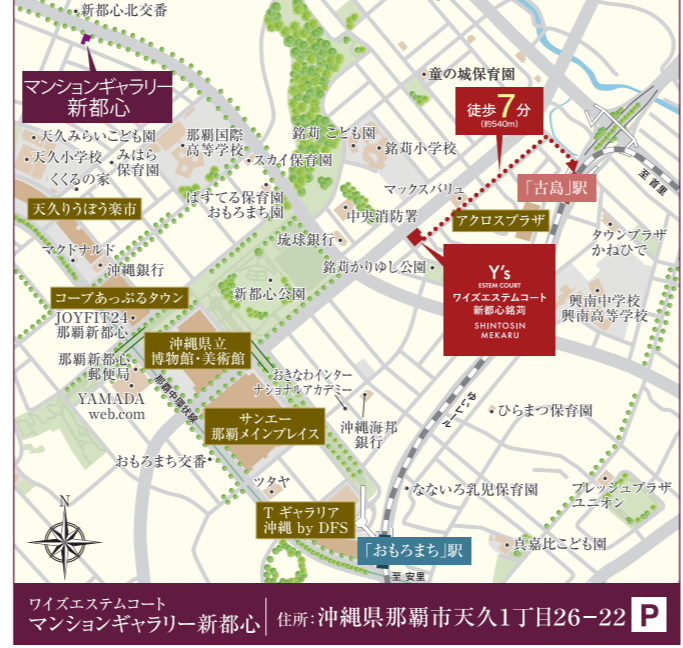 新都心北交番
マンションギャラリー
新都心
童の城保育園
徒歩7分
(約540m)
天久みらいこども園
天久小学校
みはら
保育園
くくるの家
那覇国際
高等学校
スカイ保育園
銘苅 こども園
銘苅小学校
「古島」駅
至 首里
天久りうぼう楽市
ぱすてる保育園
おもろまち園
マックスバリュ
中央消防署
アクロスプラザ
マクドナルド
沖縄銀行
琉球銀行
銘苅かりゆし公園
タウンプラザ
かねひで
コープあっぷるタウン
新都心公園
Y's
ESTEM COURT
ワイズエステムコート
新都心銘苅
SHINTOSIN
MEKARU
興南中学校
興南高等学校
JOYFIT24
那覇新都心
沖縄県立
博物館・美術館
那覇新都心
郵便局
おきなわインター
ナショナルアカデミー
YAMADA
web.com
那覇中環状線
サンエー
那覇メインプレイス
沖縄海邦
銀行
ゆいレール
ひらまつ保育園
おもろまち交番
ツタヤ
なないろ乳児保育園
フレッシュプラザ
ユニオン
T ギャラリア
沖縄 by DFS
N
「おもろまち」駅
真嘉比こども園
至 安里
ワイズエステムコート
マンションギャラリー新都心
住所:沖縄県那覇市天久1丁目26−22 P